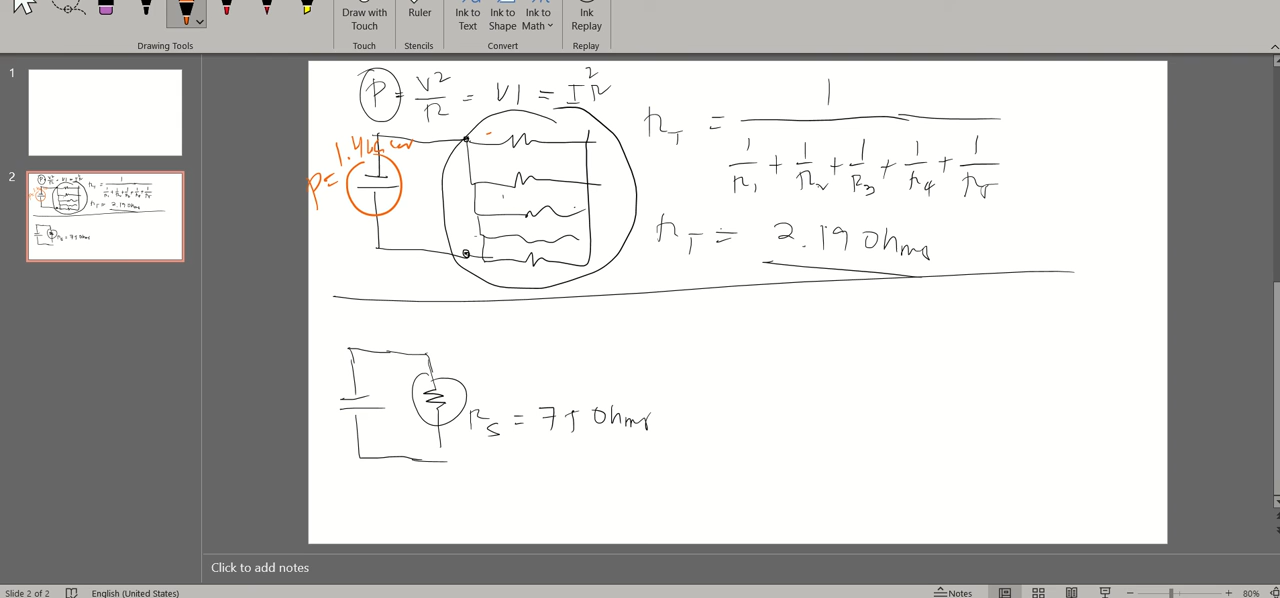 Draw with Touch
Ruler
Ink to Text
Ink to Shape
Ink to Math
Ink Replay
Drawing Tools
Touch
Stencils
Convert
Replay
1
2
P = V²/R = VI = I²R
R_T = 1 / (1/R₁ + 1/R₂ + 1/R₃ + 1/R₄ + 1/R₅)
P =
R_T = 2.19 Ohms
R_S = 75 Ohms
Click to add notes
Slide 2 of 2
English (United States)
Notes
80%